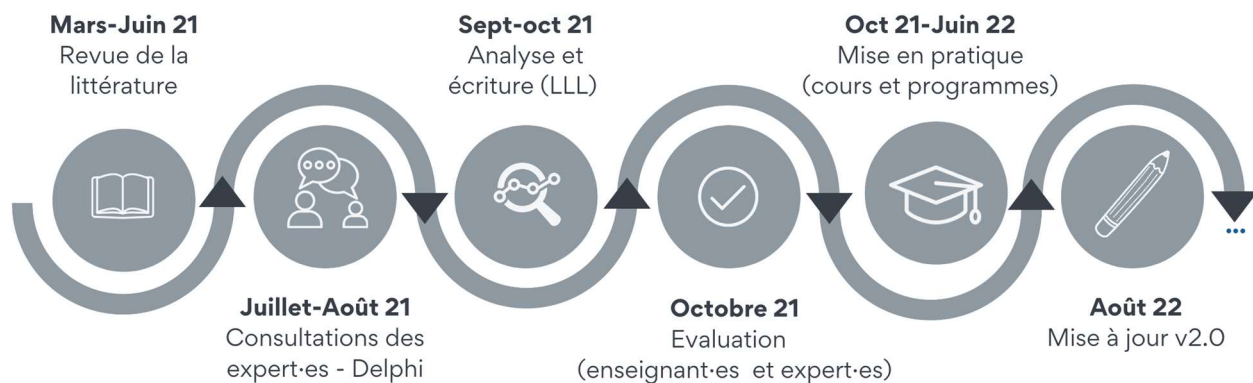 Mars-Juin 21
Revue de la
littérature
Juillet-Août 21
Consultations des
expert·es - Delphi
Sept-oct 21
Analyse et
écriture (LLL)
Octobre 21
Evaluation
(enseignant·es et expert·es)
Oct 21-Juin 22
Mise en pratique
(cours et programmes)
Août 22
Mise à jour v2.0
...